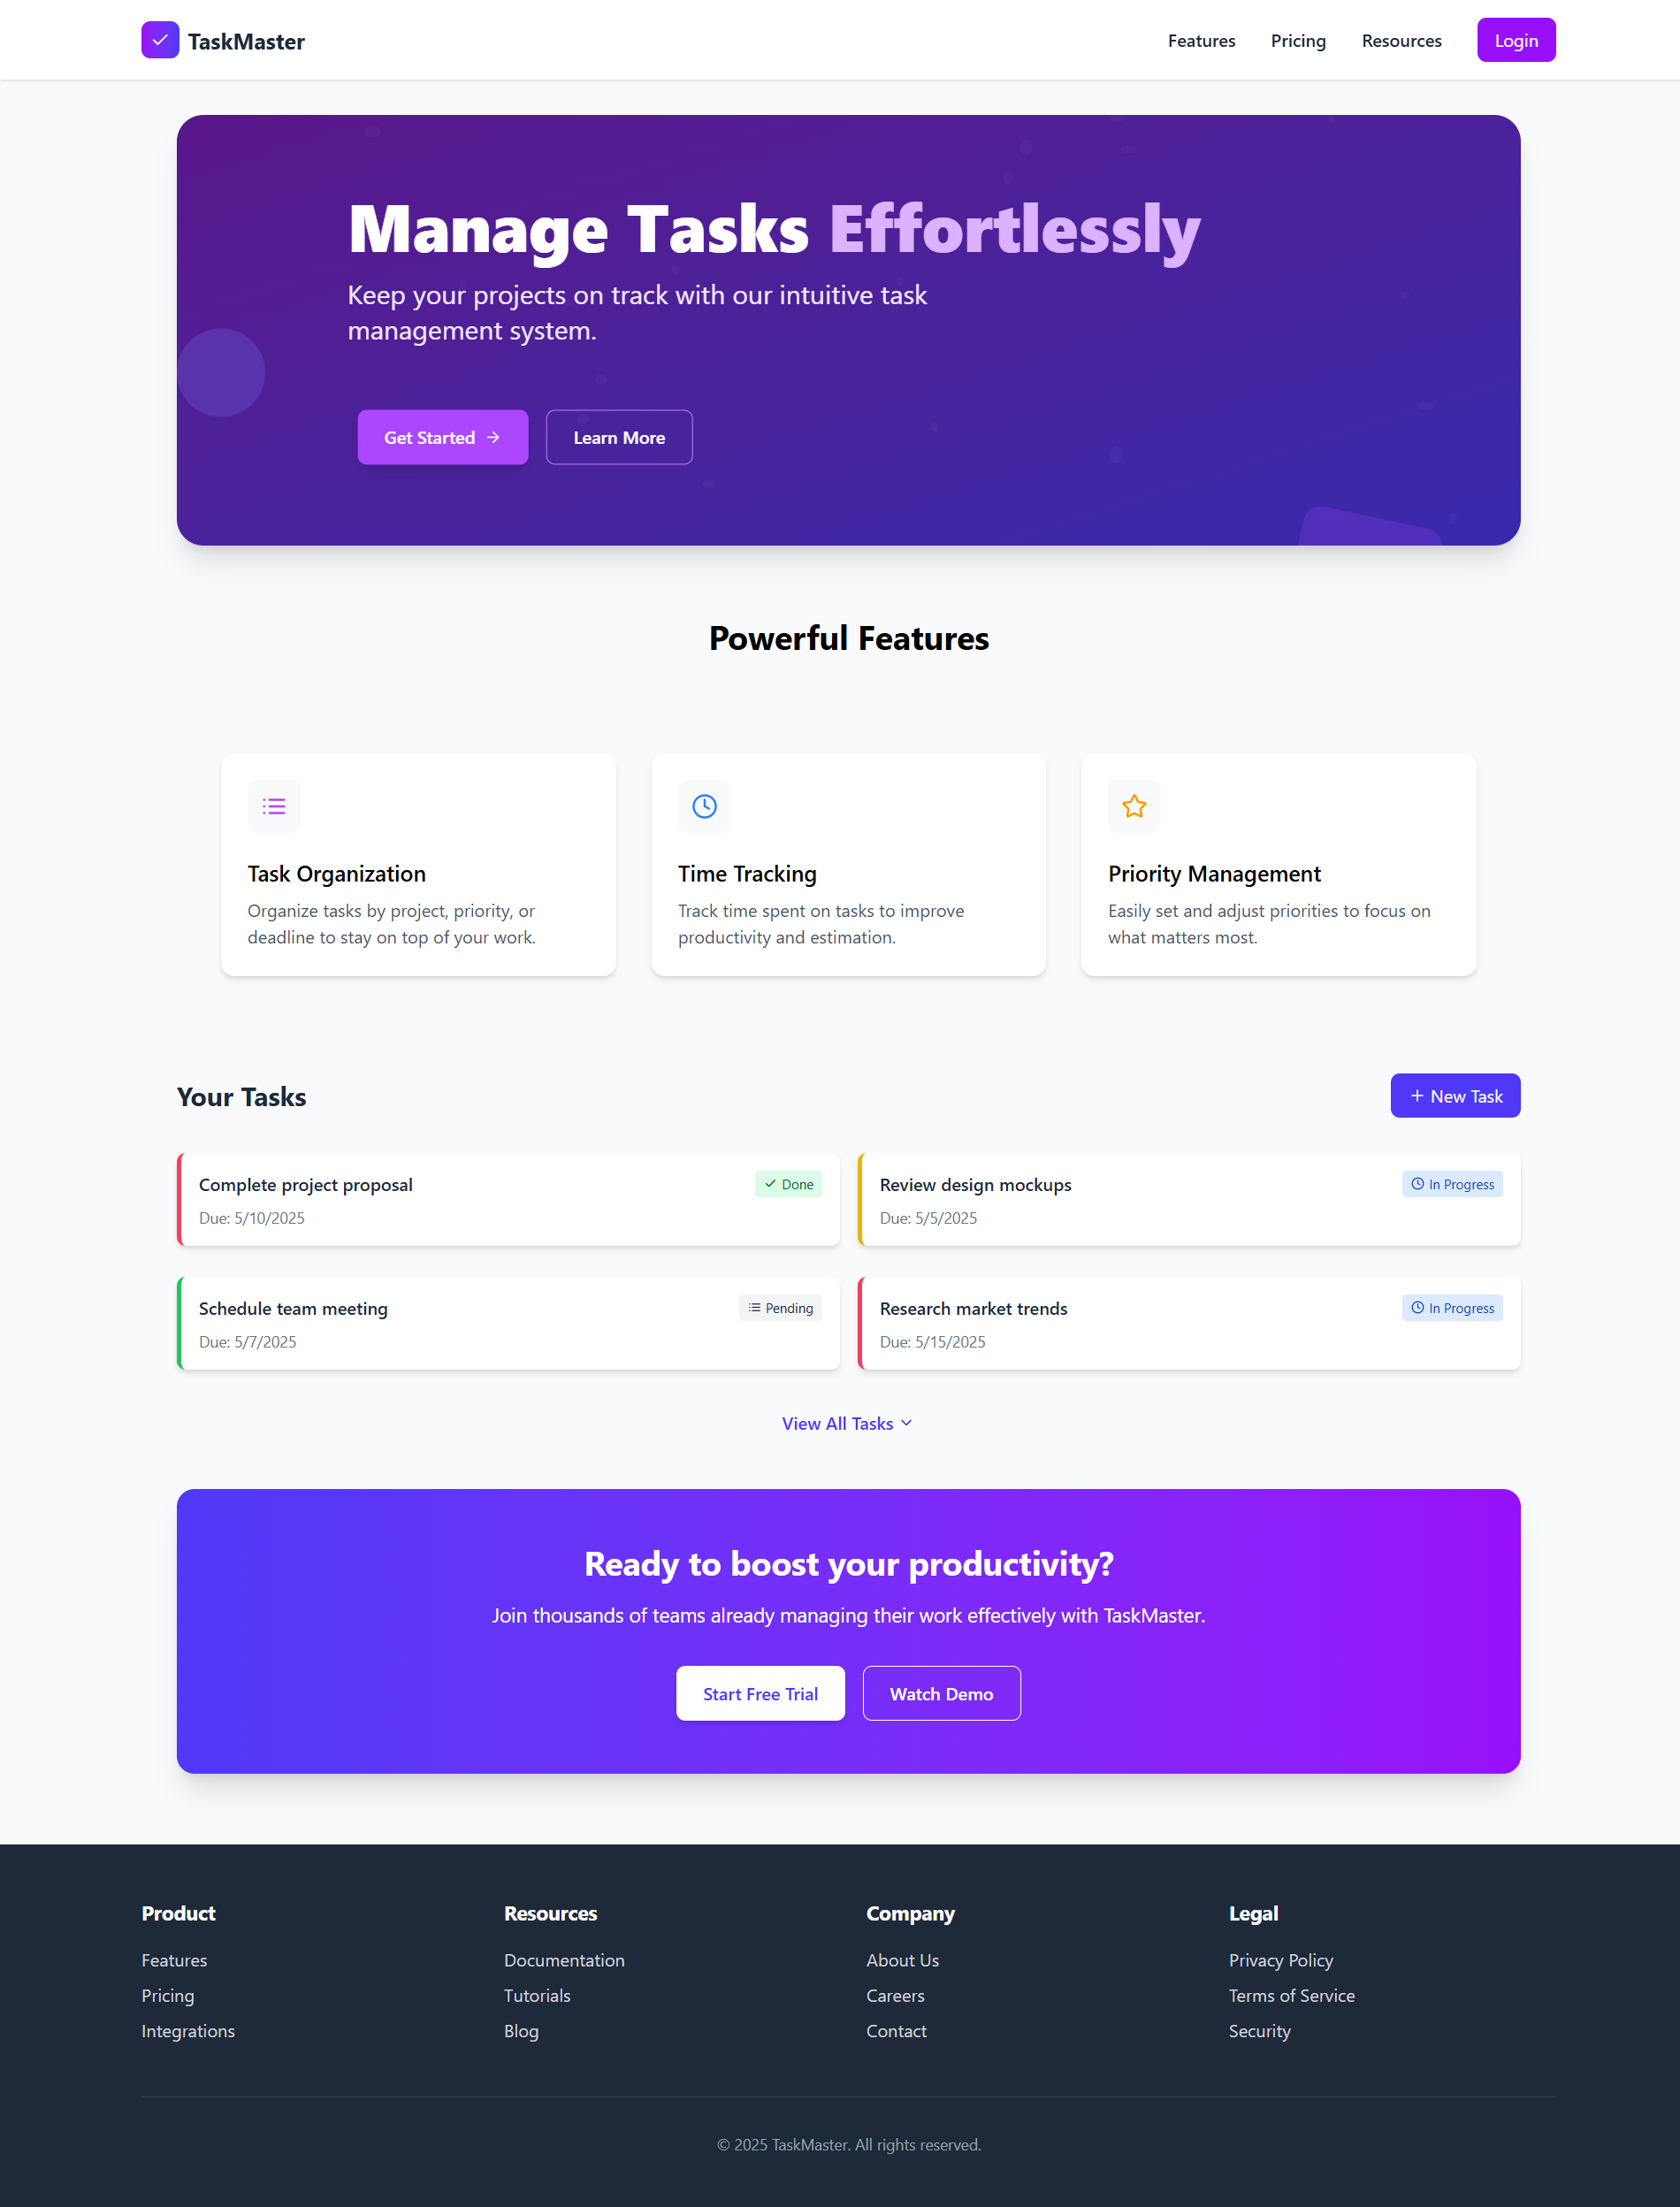 TaskMaster
Features
Pricing
Resources
Login
Manage Tasks Effortlessly
Keep your projects on track with our intuitive task
management system.
Get Started
Learn More
Powerful Features
Task Organization
Organize tasks by project, priority, or
deadline to stay on top of your work.
Time Tracking
Track time spent on tasks to improve
productivity and estimation.
Priority Management
Easily set and adjust priorities to focus on
what matters most.
Your Tasks
New Task
Complete project proposal
Done
Due: 5/10/2025
Review design mockups
In Progress
Due: 5/5/2025
Schedule team meeting
Pending
Due: 5/7/2025
Research market trends
In Progress
Due: 5/15/2025
View All Tasks
Ready to boost your productivity?
Join thousands of teams already managing their work effectively with TaskMaster.
Start Free Trial
Watch Demo
Product
Features
Pricing
Integrations
Resources
Documentation
Tutorials
Blog
Company
About Us
Careers
Contact
Legal
Privacy Policy
Terms of Service
Security
© 2025 TaskMaster. All rights reserved.